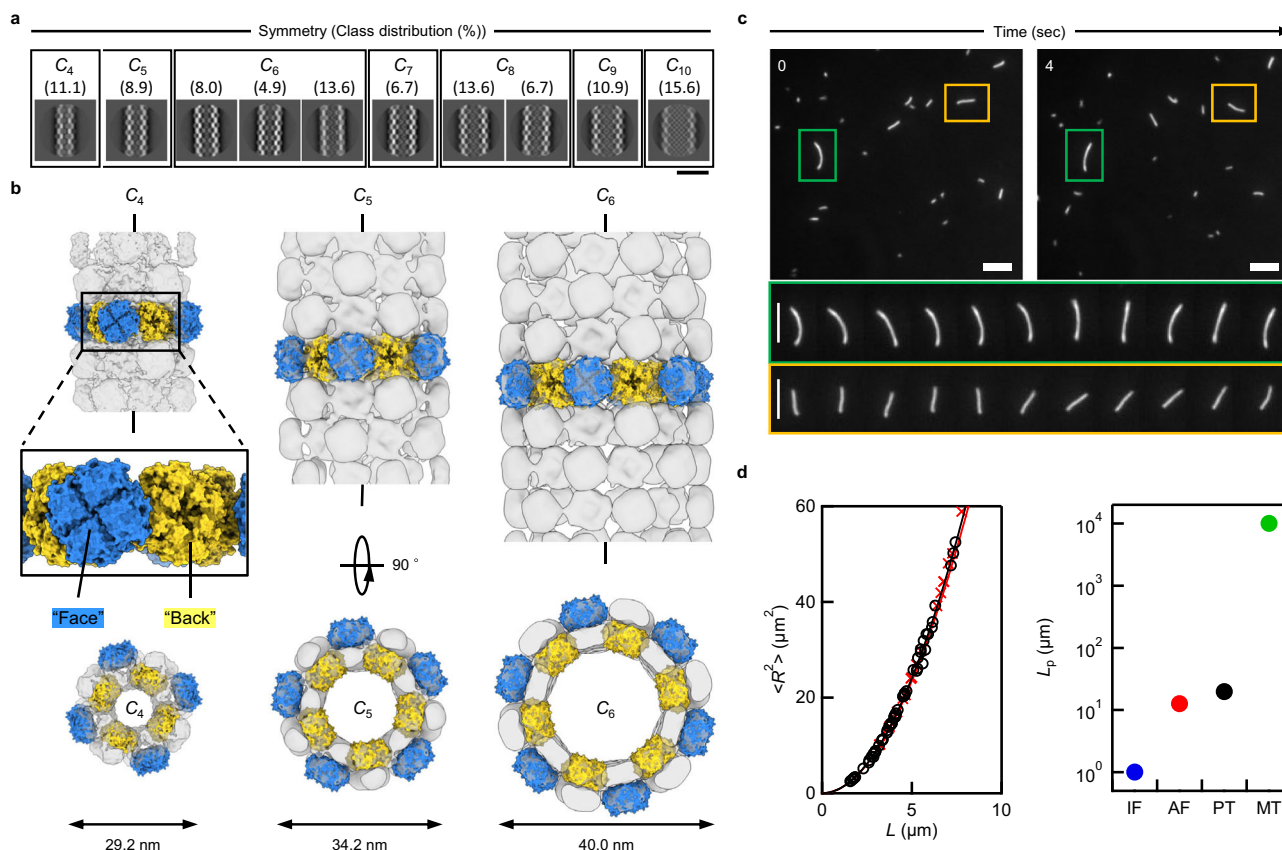 a
Symmetry (Class distribution (%))
C4 C5 C6 C7 C8 C9 C10
(11.1) (8.9) (8.0) (4.9) (13.6) (6.7) (13.6) (6.7) (10.9) (15.6)
b
C4 C5 C6
"Face" "Back"
90 °
C4 C5 C6
29.2 nm 34.2 nm 40.0 nm
c
Time (sec)
0 4
d
60
40
20
0
<R²> (µm²)
0 5 10
L (µm)
10⁴
10³
10²
10¹
10⁰
Lp (µm)
IF AF PT MT